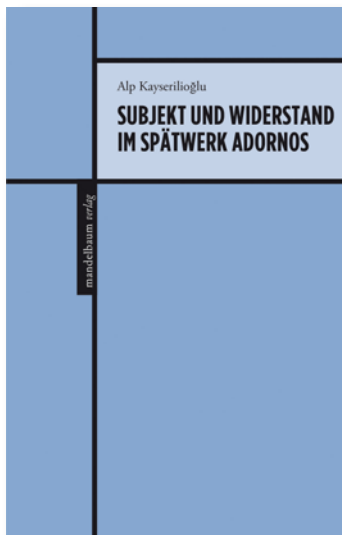 Alp Kayserilioğlu
SUBJEKT UND WIDERSTAND
IM SPÄTWERK ADORNOS
mandelbaum verlag